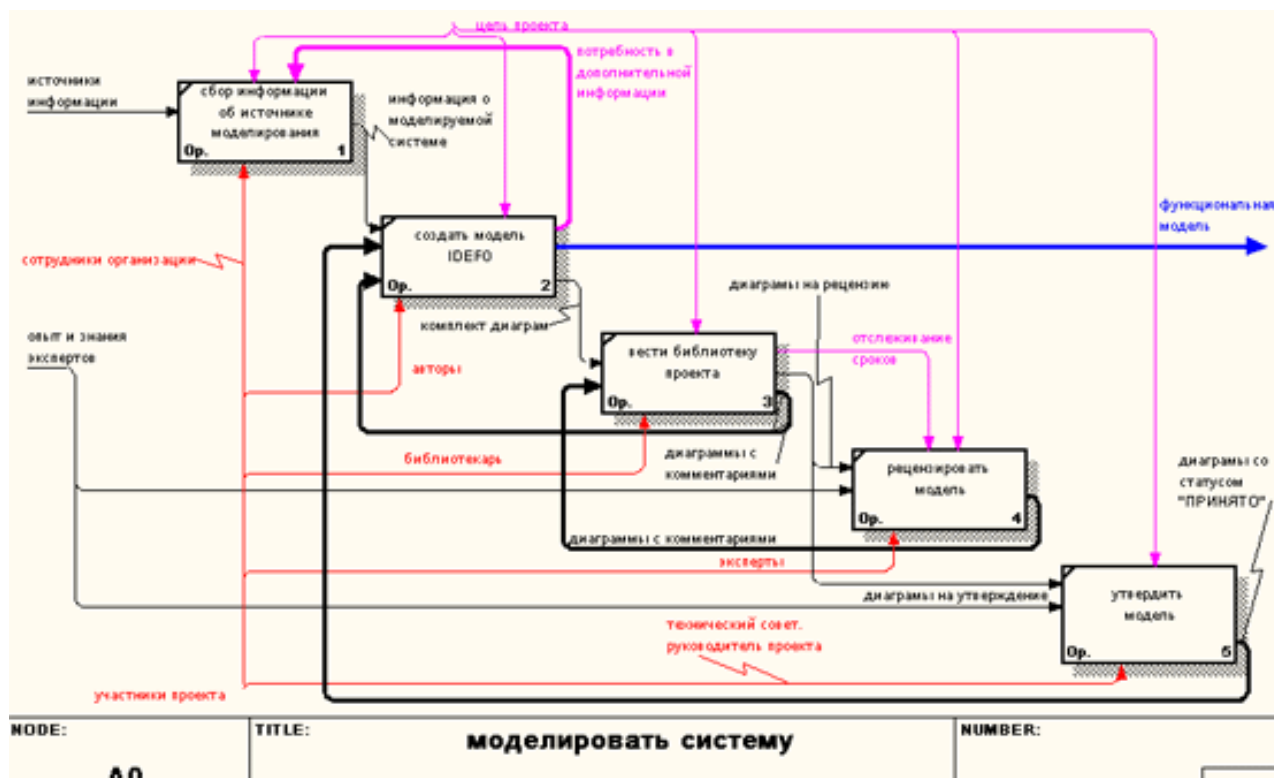 цель проекта
потребность в
дополнительной
информации
источники
информации
сбор информации
об источнике
моделирования
Ор.
1
информация о
моделируемой
системе
функциональная
модель
создать модель
IDEF0
Ор.
2
сотрудники организации
диаграмы на рецензию
комплект диаграм
опыт и знания
экспертов
отслеживание
сроков
вести библиотеку
проекта
Ор.
3
авторы
библиотекарь
диаграммы с
комментариями
рецензировать
модель
Ор.
4
диаграмы со
статусом
"ПРИНЯТО"
диаграммы с комментариями
эксперты
диаграмы на утверждение
утвердить
модель
Ор.
5
технический совет.
руководитель проекта
участники проекта
NODE:
TITLE:
моделировать систему
NUMBER:
A0